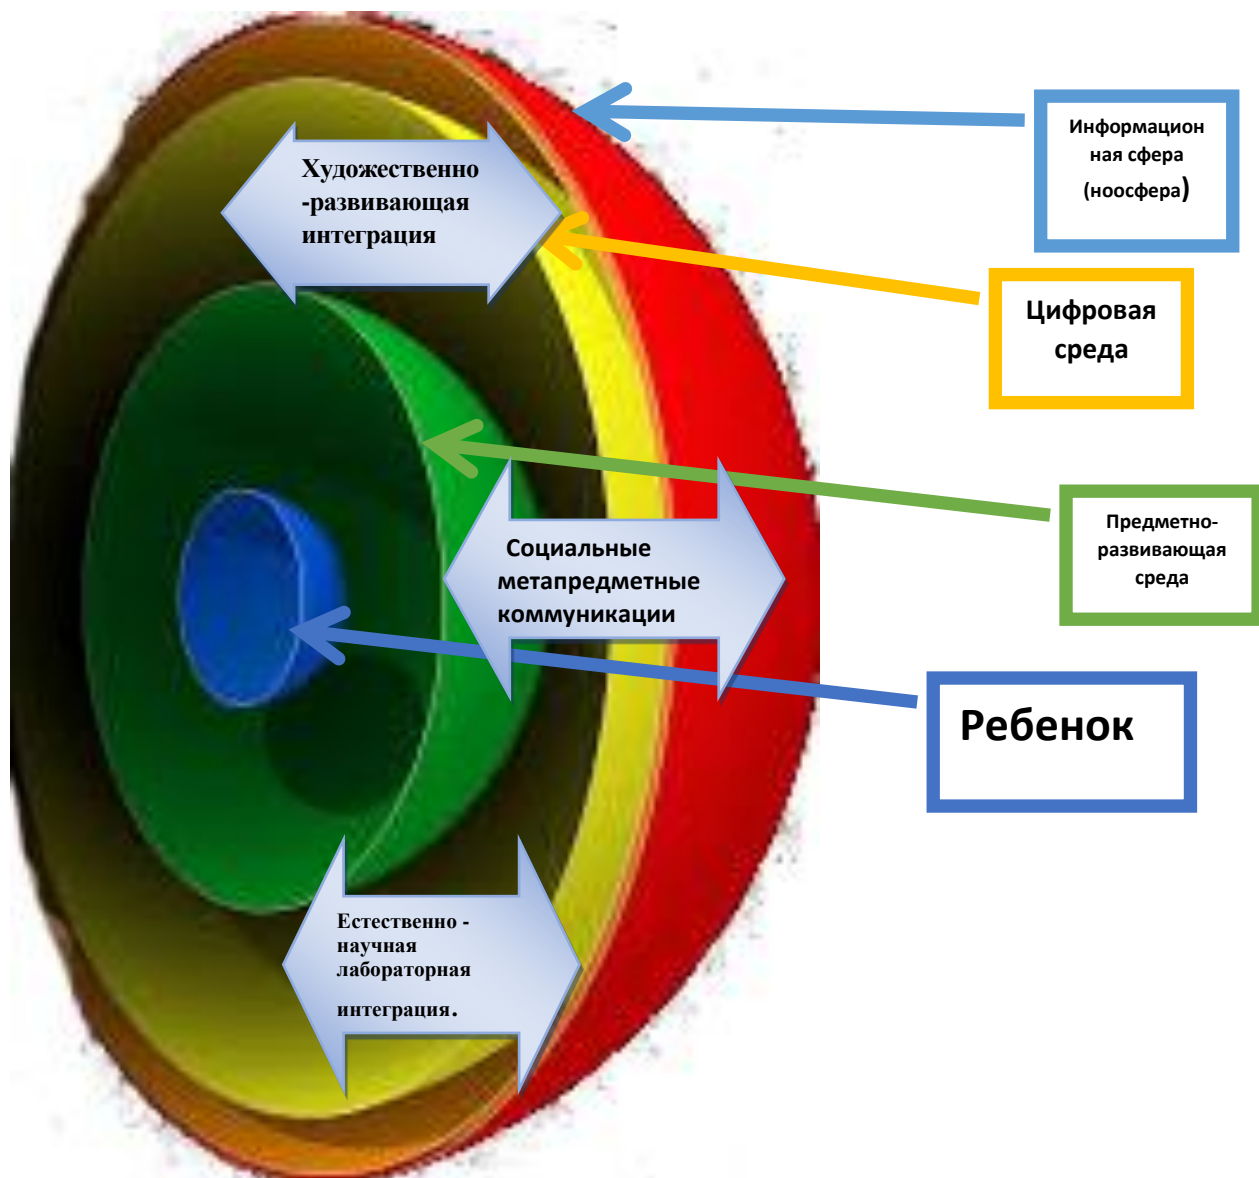 Информацион
ная сфера
(ноосфера)
Художественно
-развивающая
интеграция
Цифровая
среда
Предметно-
развивающая
среда
Социальные
метапредметные
коммуникации
Ребенок
Естественно -
научная
лабораторная
интеграция.